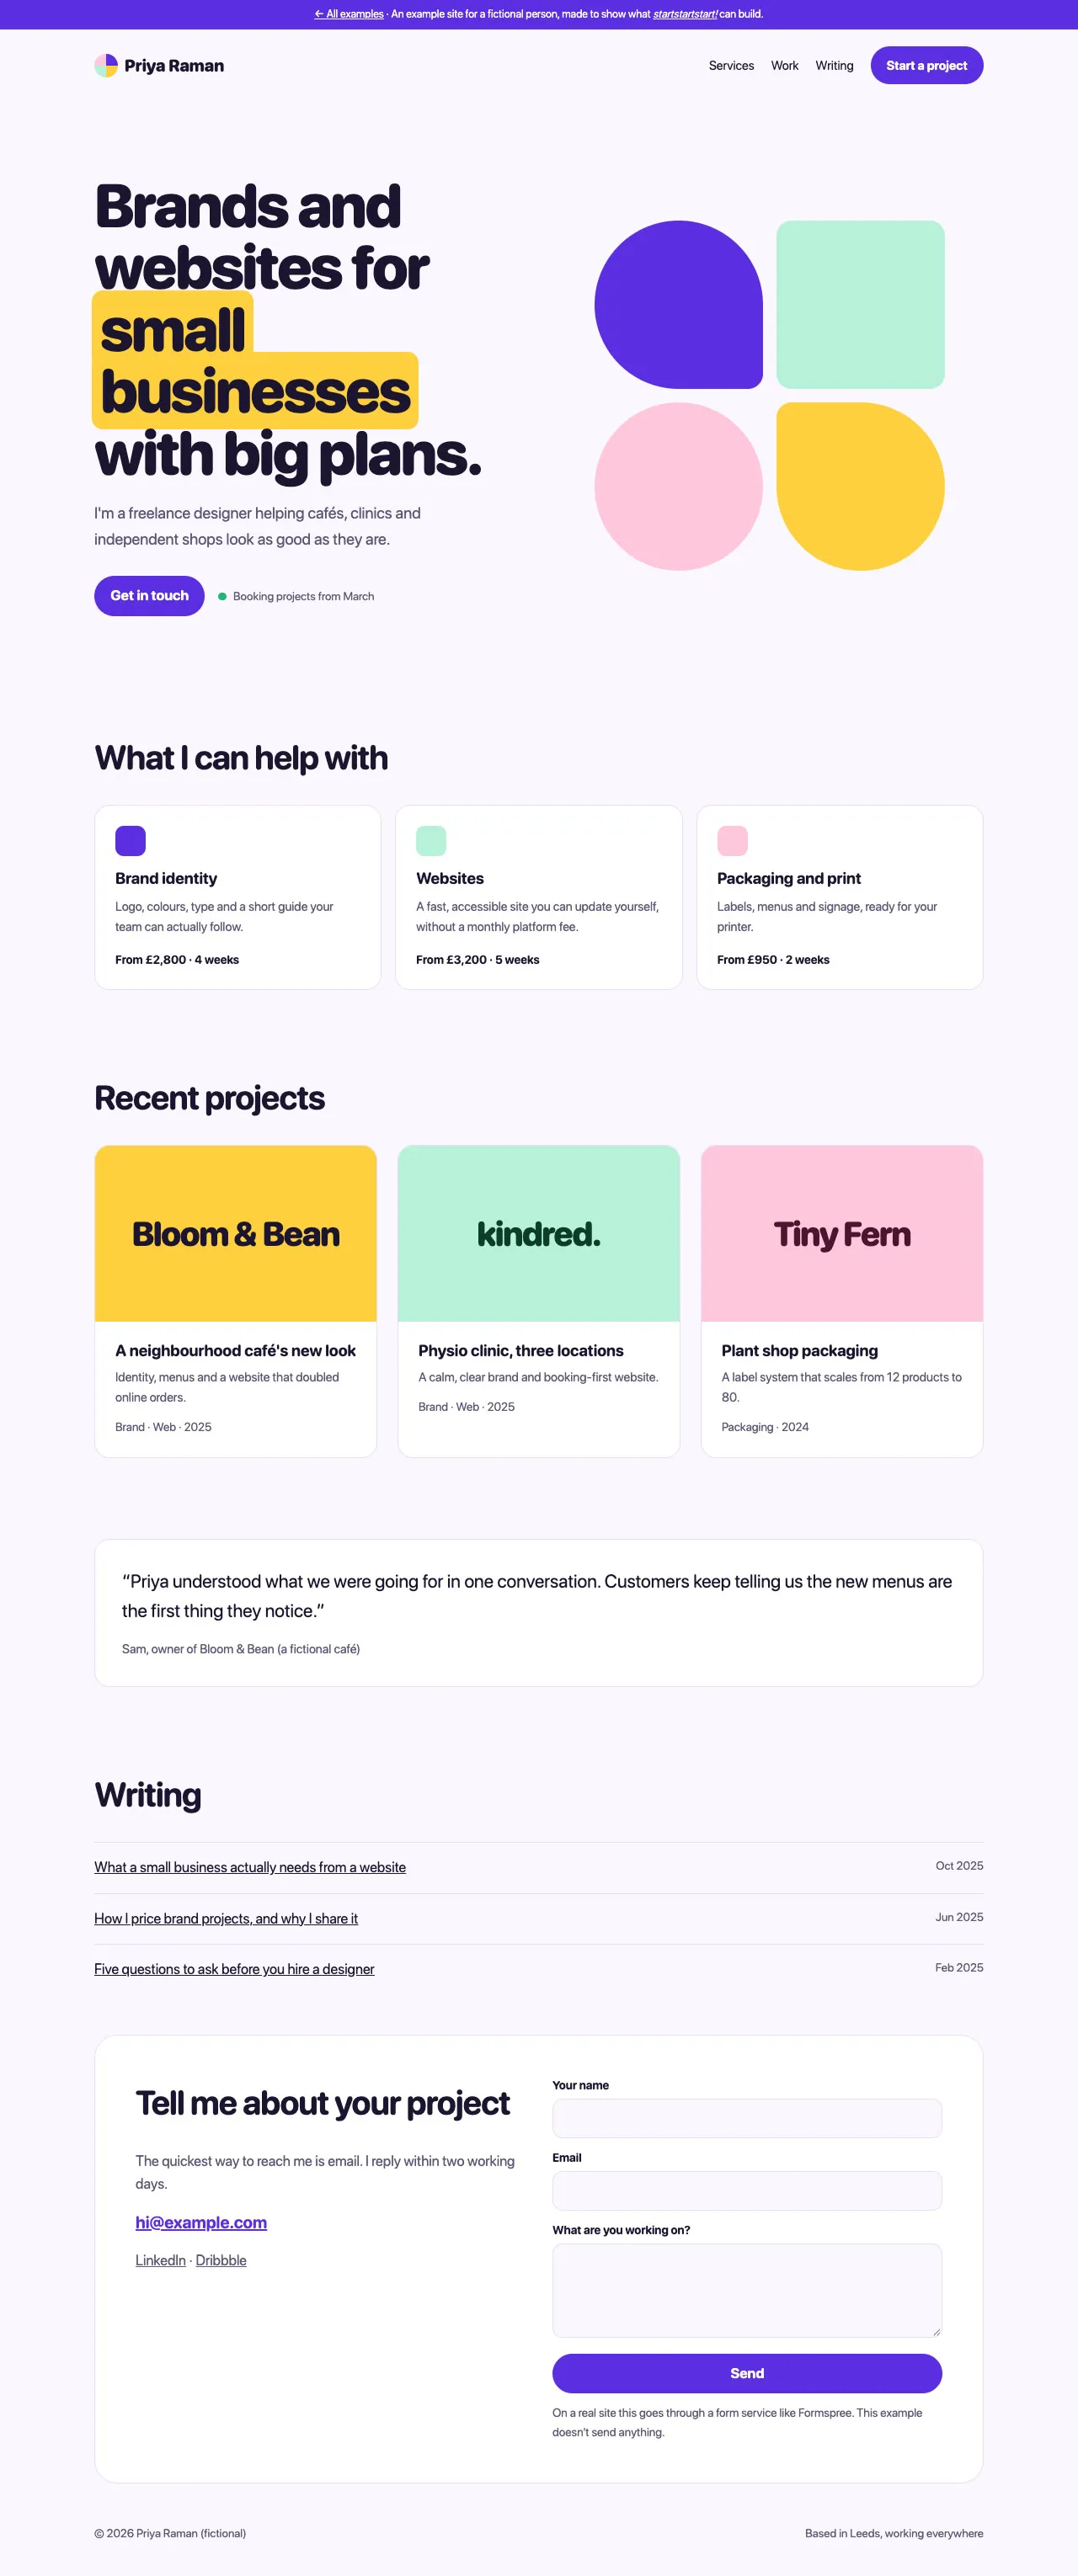 ← All examples · An example site for a fictional person, made to show what startstartstart! can build.
Priya Raman
Services
Work
Writing
Start a project
Brands and
websites for
small
businesses
with big plans.
I'm a freelance designer helping cafés, clinics and
independent shops look as good as they are.
Get in touch
Booking projects from March
What I can help with
Brand identity
Logo, colours, type and a short guide your
team can actually follow.
From £2,800 · 4 weeks
Websites
A fast, accessible site you can update yourself,
without a monthly platform fee.
From £3,200 · 5 weeks
Packaging and print
Labels, menus and signage, ready for your
printer.
From £950 · 2 weeks
Recent projects
Bloom & Bean
A neighbourhood café's new look
Identity, menus and a website that doubled
online orders.
Brand · Web · 2025
kindred.
Physio clinic, three locations
A calm, clear brand and booking-first website.
Brand · Web · 2025
Tiny Fern
Plant shop packaging
A label system that scales from 12 products to
80.
Packaging · 2024
“Priya understood what we were going for in one conversation. Customers keep telling us the new menus are
the first thing they notice.”
Sam, owner of Bloom & Bean (a fictional café)
Writing
What a small business actually needs from a website
Oct 2025
How I price brand projects, and why I share it
Jun 2025
Five questions to ask before you hire a designer
Feb 2025
Tell me about your project
The quickest way to reach me is email. I reply within two working
days.
hi@example.com
LinkedIn · Dribbble
Your name
Email
What are you working on?
Send
On a real site this goes through a form service like Formspree. This example
doesn't send anything.
© 2026 Priya Raman (fictional)
Based in Leeds, working everywhere